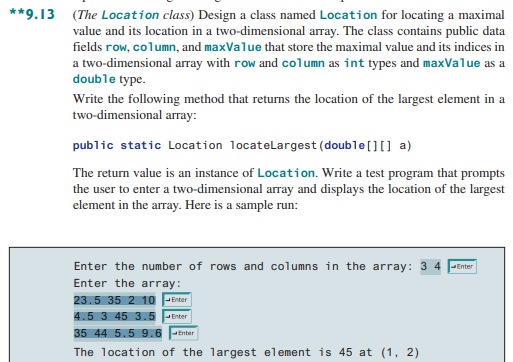 **9.13 (The Location class) Design a class named Location for locating a maximal
value and its location in a two-dimensional array. The class contains public data
fields row, column, and maxValue that store the maximal value and its indices in
a two-dimensional array with row and column as int types and maxValue as a
double type.
Write the following method that returns the location of the largest element in a
two-dimensional array:
public static Location locateLargest(double[][] a)
The return value is an instance of Location. Write a test program that prompts
the user to enter a two-dimensional array and displays the location of the largest
element in the array. Here is a sample run:
Enter the number of rows and columns in the array: 3 4 ↵Enter
Enter the array:
23.5 35 2 10 ↵Enter
4.5 3 45 3.5 ↵Enter
35 44 5.5 9.6 ↵Enter
The location of the largest element is 45 at (1, 2)